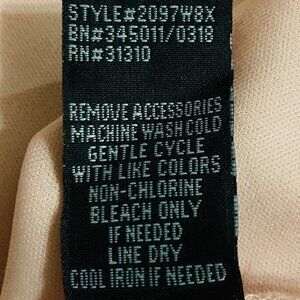 STYLE#2097W8X
BN#345011/0318
RN#31310
REMOVE ACCESSORIES
MACHINE WASH COLD
GENTLE CYCLE
WITH LIKE COLORS
NON-CHLORINE
BLEACH ONLY
IF NEEDED
LINE DRY
COOL IRON IF NEEDED